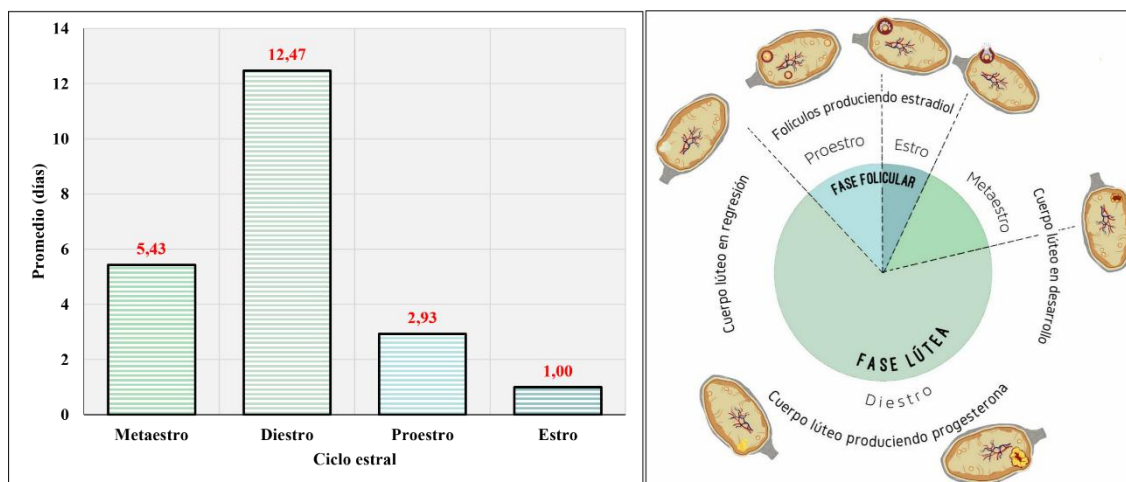 14
12
10
8
6
4
2
0
Promedio (días)
5,43
12,47
2,93
1,00
Metaestro
Diestro
Proestro
Estro
Ciclo estral
Folículos produciendo estradiol
Proestro
Estro
FASE FOLICULAR
Metaestro
Cuerpo lúteo en regresión
Cuerpo lúteo en desarrollo
FASE LÚTEA
Diestro
Cuerpo lúteo produciendo progesterona